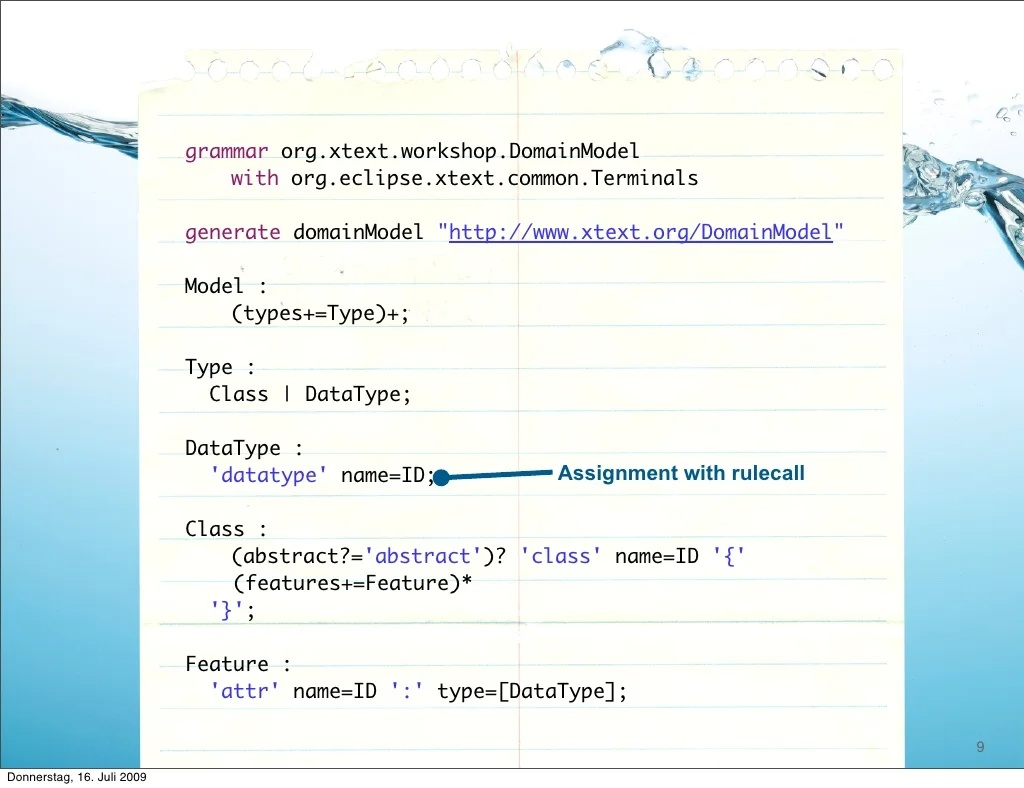 grammar org.xtext.workshop.DomainModel
with org.eclipse.xtext.common.Terminals
generate domainModel "http://www.xtext.org/DomainModel"
Model :
(types+=Type)+;
Type :
Class | DataType;
DataType :
'datatype' name=ID;
Assignment with rulecall
Class :
(abstract?='abstract')? 'class' name=ID '{'
(features+=Feature)*
'}';
Feature :
'attr' name=ID ':' type=[DataType];
9
Donnerstag, 16. Juli 2009